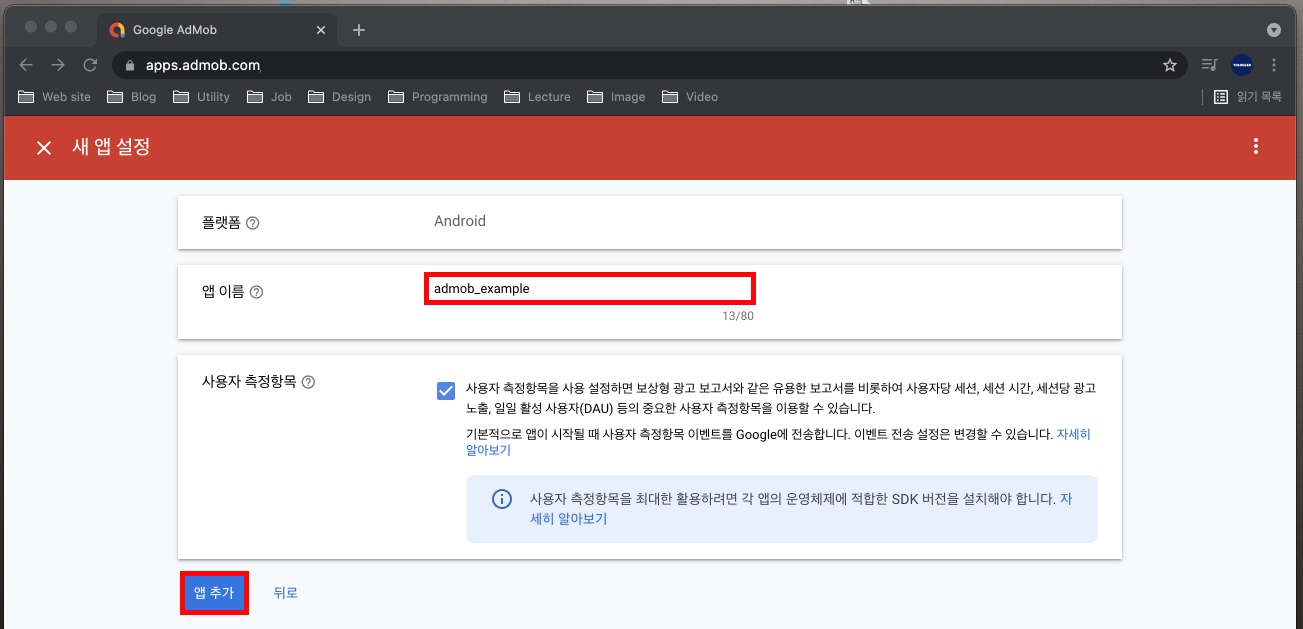 Google AdMob
apps.admob.com
Web site Blog Utility Job Design Programming Lecture Image Video 읽기 목록
새 앱 설정
플랫폼 Android
앱 이름 admob_example
13/80
사용자 측정항목
사용자 측정항목을 사용 설정하면 보상형 광고 보고서와 같은 유용한 보고서를 비롯하여 사용자당 세션, 세션 시간, 세션당 광고
노출, 일일 활성 사용자(DAU) 등의 중요한 사용자 측정항목을 이용할 수 있습니다.
기본적으로 앱이 시작될 때 사용자 측정항목 이벤트를 Google에 전송합니다. 이벤트 전송 설정은 변경할 수 있습니다. 자세히
알아보기
사용자 측정항목을 최대한 활용하려면 각 앱의 운영체제에 적합한 SDK 버전을 설치해야 합니다. 자
세히 알아보기
앱 추가 뒤로